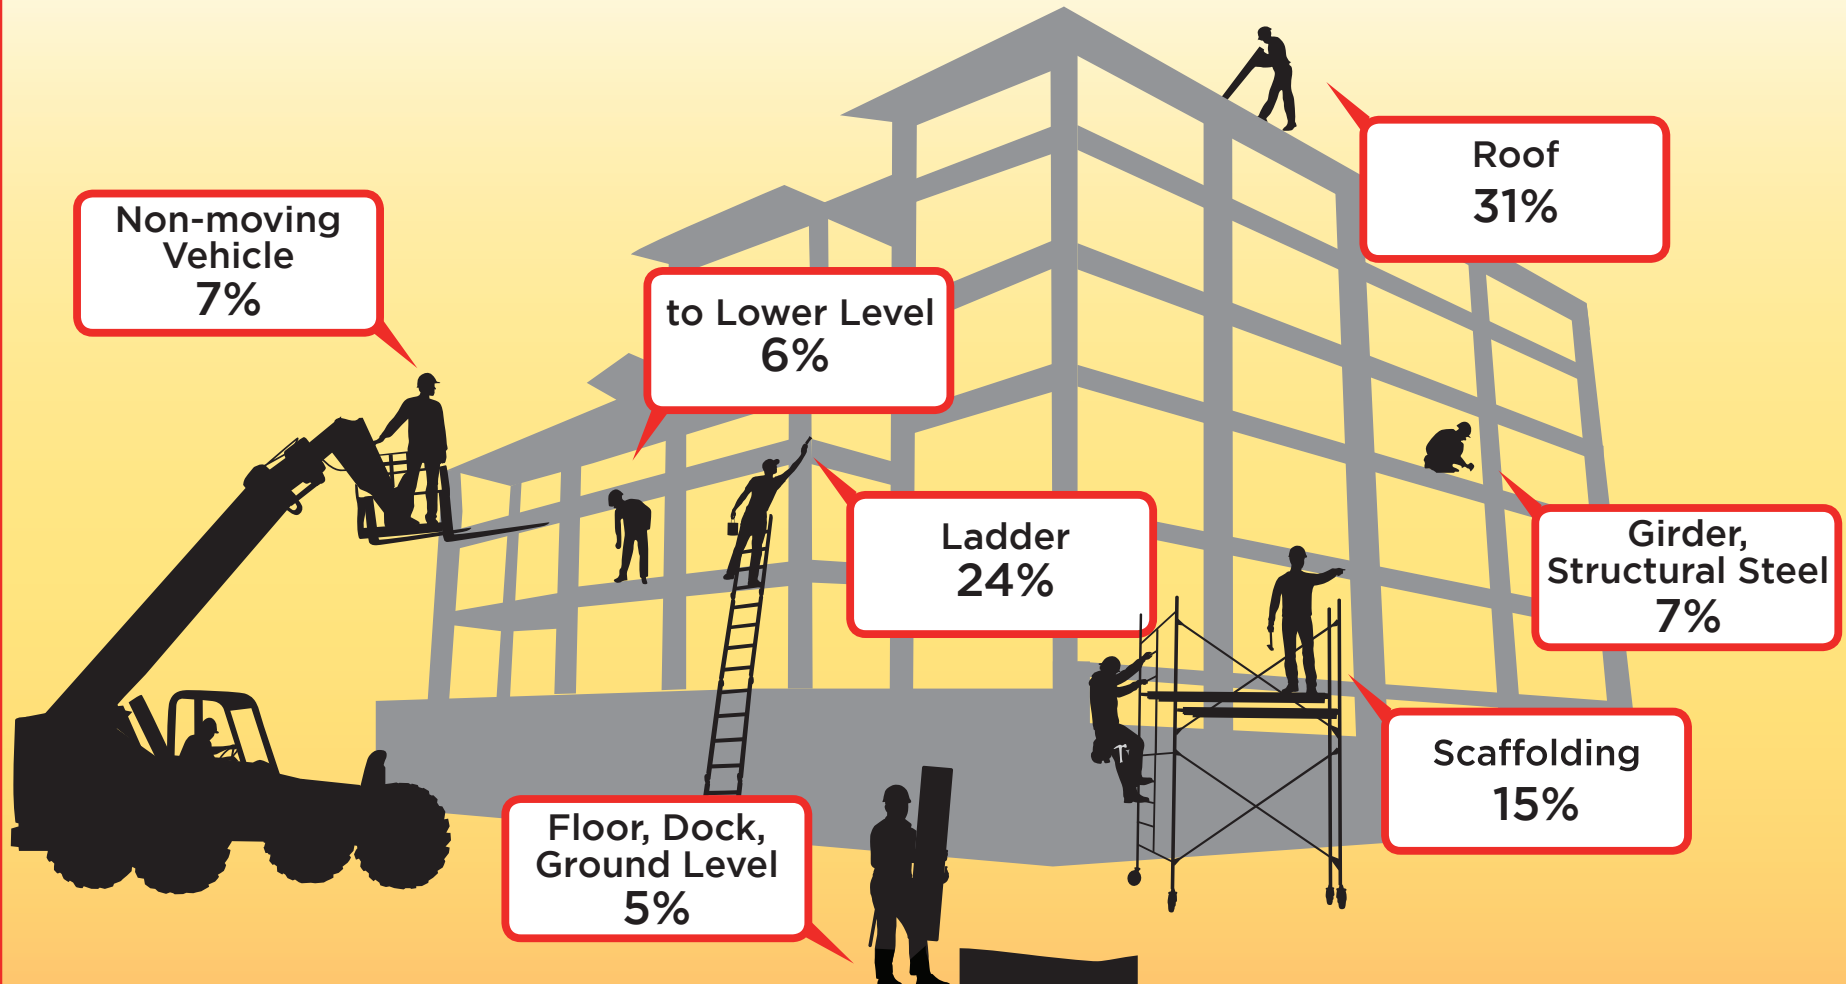 Roof
31%
Non-moving
Vehicle
7%
to Lower Level
6%
Ladder
24%
Girder,
Structural Steel
7%
Scaffolding
15%
Floor, Dock,
Ground Level
5%